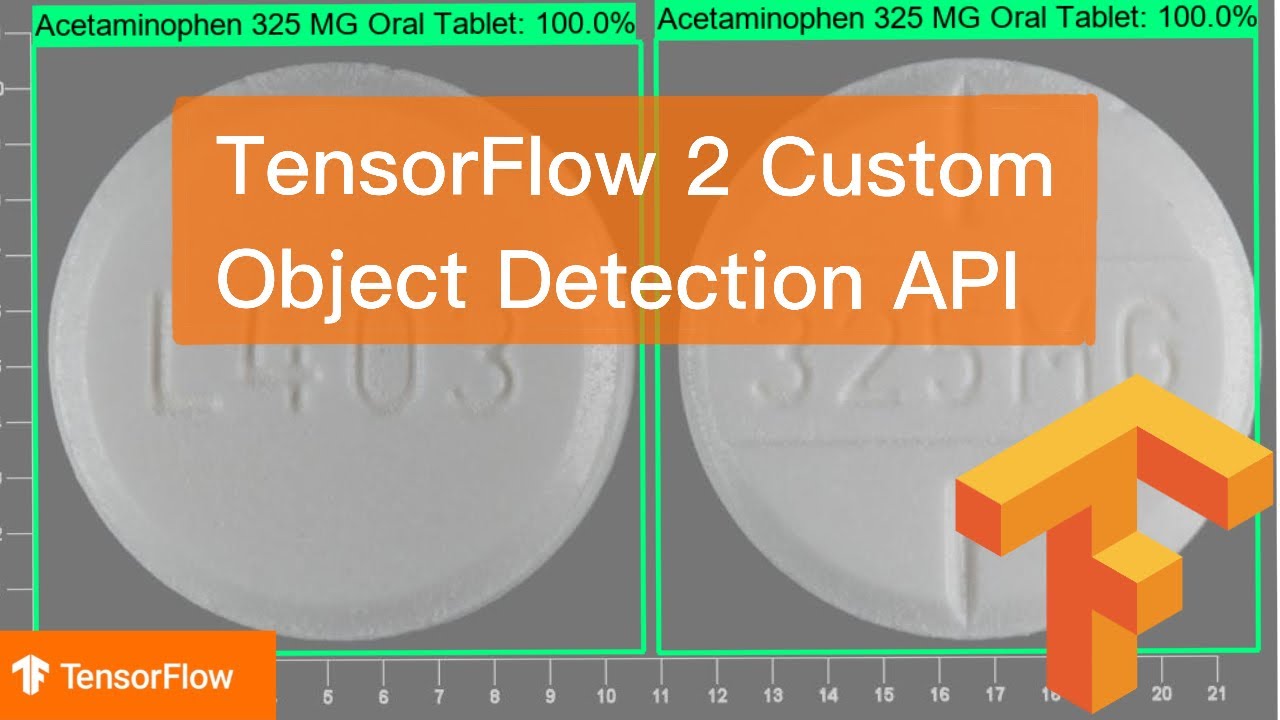 Acetaminophen 325 MG Oral Tablet: 100.0%
Acetaminophen 325 MG Oral Tablet: 100.0%
TensorFlow 2 Custom
Object Detection API
L403
325MG
TensorFlow
5 6 7 8 9 10 11 12 13 14 15 16 17 20 21